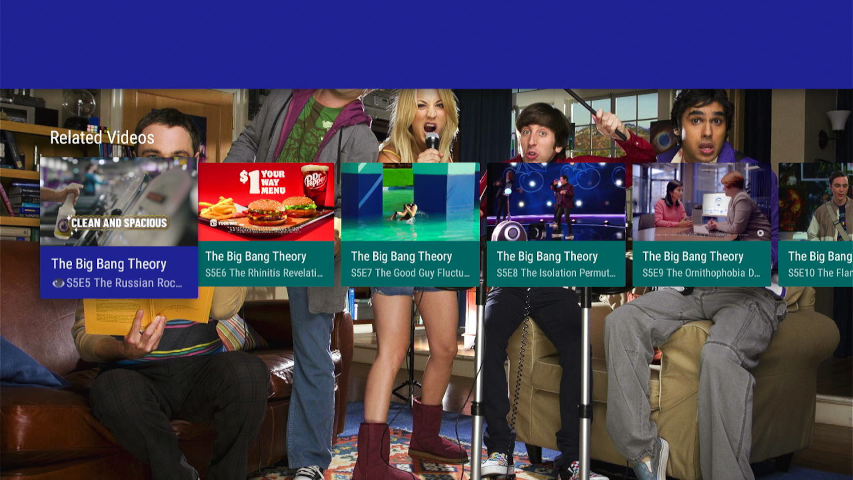 Related Videos
CLEAN AND SPACIOUS
The Big Bang Theory
S5E5 The Russian Roc...
$1 YOUR
WAY
MENU
Dr Pepper
The Big Bang Theory
S5E6 The Rhinitis Revelati...
The Big Bang Theory
S5E7 The Good Guy Fluctu...
The Big Bang Theory
S5E8 The Isolation Permut...
The Big Bang Theory
S5E9 The Ornithophobia D...
The Big Bang Th
S5E10 The Flan